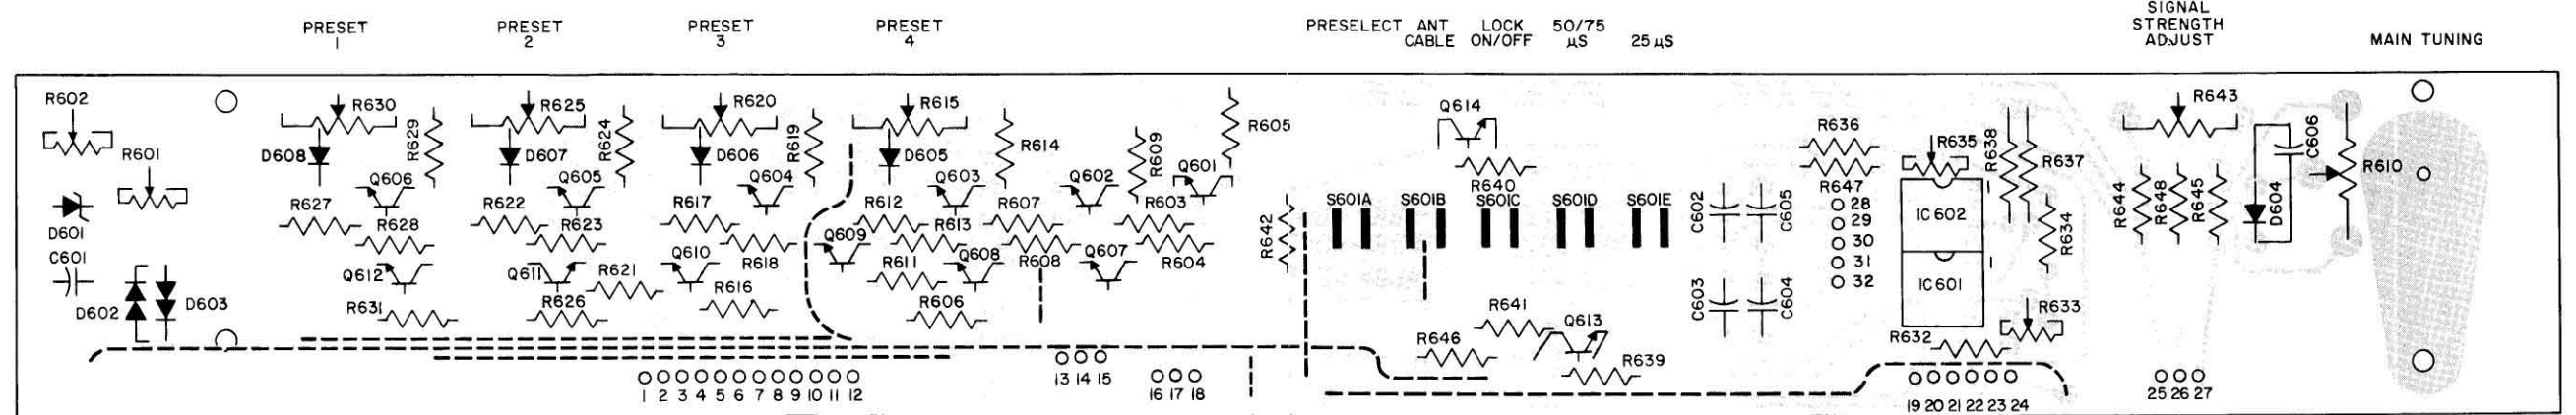 PRESET
1
PRESET
2
PRESET
3
PRESET
4
PRESELECT
ANT
CABLE
LOCK
ON/OFF
50/75
µS
25 µS
SIGNAL
STRENGTH
ADJUST
MAIN TUNING
R602
R601
D601
C601
D602
D603
R630
R629
D608
Q606
R627
R628
Q612
R631
R625
R624
D607
Q605
R622
R623
Q611
R621
R626
R620
R619
D606
Q604
R617
R618
Q610
R616
R615
D605
R614
Q603
R612
R613
Q609
R611
Q608
R606
R607
R608
Q602
R609
Q601
R605
R603
R604
Q607
R642
Q614
R640
S601A
S601B
S601C
S601D
S601E
R641
R646
Q613
R639
C602
C605
C603
C604
R636
R647
28
29
30
31
32
R635
IC 602
IC 601
R638
R637
R634
R633
R632
R643
R644
R648
R645
D604
C606
R610
1 2 3 4 5 6 7 8 9 10 11 12
13 14 15
16 17 18
19 20 21 22 23 24
25 26 27